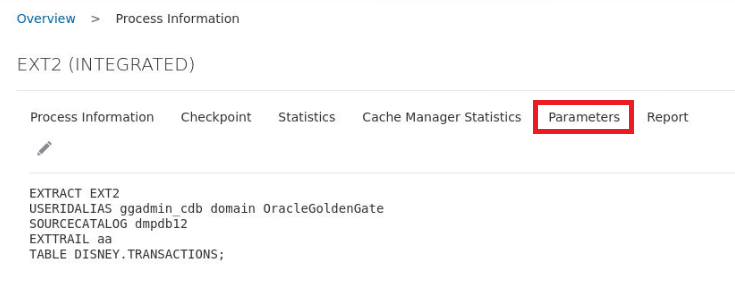 Overview > Process Information
EXT2 (INTEGRATED)
Process Information Checkpoint Statistics Cache Manager Statistics Parameters Report
EXTRACT EXT2
USERIDALIAS ggadmin_cdb domain OracleGoldenGate
SOURCECATALOG dmpdb12
EXTTRAIL aa
TABLE DISNEY.TRANSACTIONS;